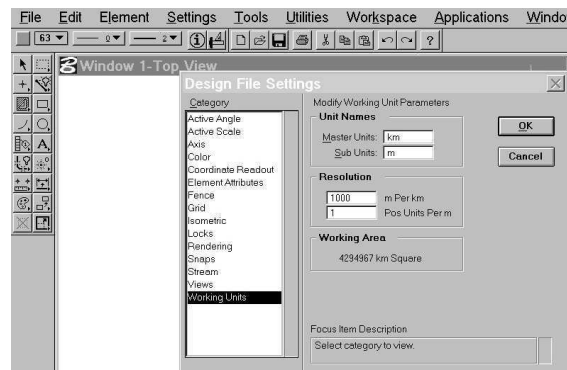 File Edit Element Settings Tools Utilities Workspace Applications Windo
63 0 2
Window 1-Top View
Design File Settings
Category
Active Angle
Active Scale
Axis
Color
Coordinate Readout
Element Attributes
Fence
Grid
Isometric
Locks
Rendering
Snaps
Stream
Views
Working Units
Modify Working Unit Parameters
Unit Names
Master Units: km
Sub Units: m
Resolution
1000 m Per km
1 Pos Units Per m
Working Area
4294967 km Square
Focus Item Description
Select category to view.
OK
Cancel